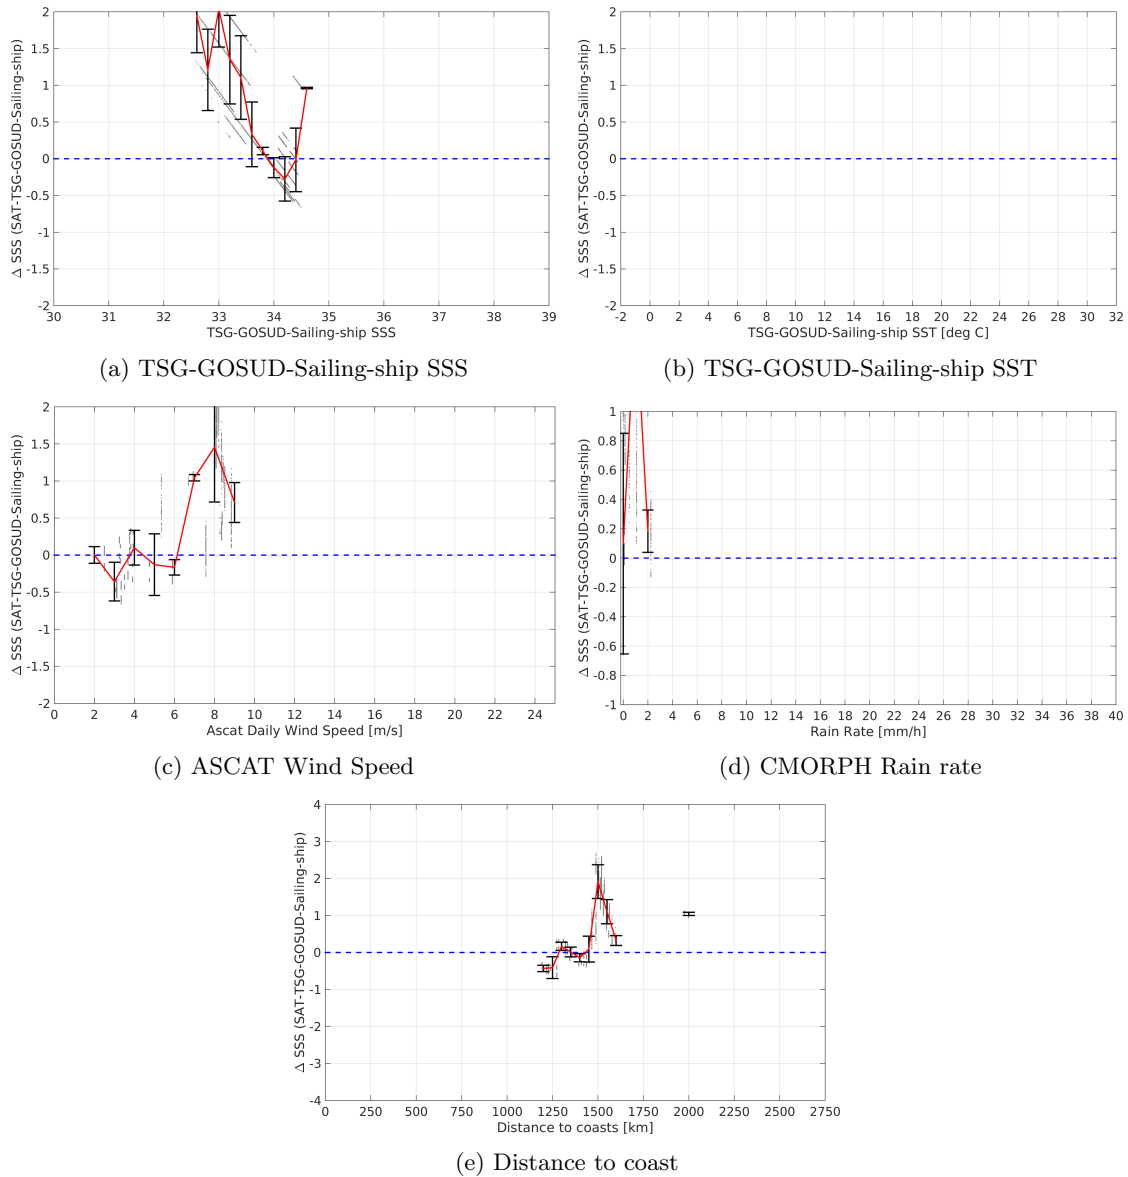 2
1.5
1
0.5
0
-0.5
-1
-1.5
2
Δ SSS (SAT-TSG-GOSUD-Sailing-ship)
30 31 32 33 34 35 36 37 38 39
TSG-GOSUD-Sailing-ship SSS
(a) TSG-GOSUD-Sailing-ship SSS
2
1.5
1
0.5
0
-0.5
-1
-1.5
2
Δ SSS (SAT-TSG-GOSUD-Sailing-ship)
-2 0 2 4 6 8 10 12 14 16 18 20 22 24 26 28 30 32
TSG-GOSUD-Sailing-ship SST [deg C]
(b) TSG-GOSUD-Sailing-ship SST
2
1.5
1
0.5
0
-0.5
-1
-1.5
-2
Δ SSS (SAT-TSG-GOSUD-Sailing-ship)
0 2 4 6 8 10 12 14 16 18 20 22 24
Ascat Daily Wind Speed [m/s]
(c) ASCAT Wind Speed
1
0.8
0.6
0.4
0.2
0
-0.2
-0.4
-0.6
-0.8
-1
Δ SSS (SAT-TSG-GOSUD-Sailing-ship)
0 2 4 6 8 10 12 14 16 18 20 22 24 26 28 30 32 34 36 38 40
Rain Rate [mm/h]
(d) CMORPH Rain rate
4
3
2
1
0
-1
-2
-3
-4
Δ SSS (SAT-TSG-GOSUD-Sailing-ship)
0 250 500 750 1000 1250 1500 1750 2000 2250 2500 2750
Distance to coasts [km]
(e) Distance to coast